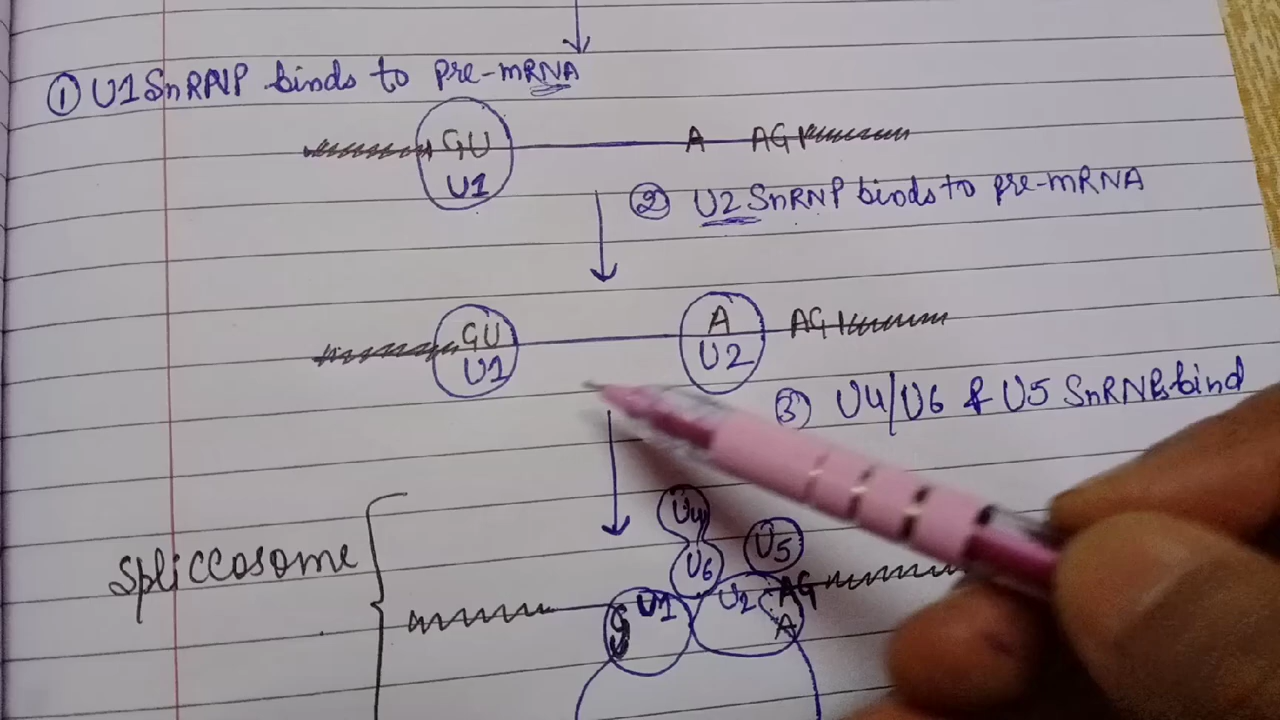 ① U1 SnRNP binds to pre-mRNA
GU A AG
U1
② U2 SnRNP binds to pre-mRNA
GU A AG
U1 U2
③ U4/U6 & U5 SnRNPs bind
U4
U5
Spliceosome U6
U1 U2 AG
G A